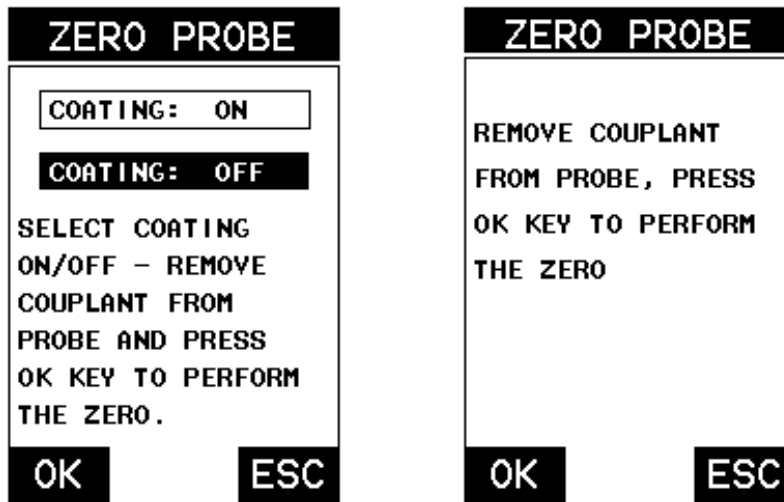 ZERO PROBE
COATING: ON
COATING: OFF
SELECT COATING
ON/OFF - REMOVE
COUPLANT FROM
PROBE AND PRESS
OK KEY TO PERFORM
THE ZERO.
OK ESC
ZERO PROBE
REMOVE COUPLANT
FROM PROBE, PRESS
OK KEY TO PERFORM
THE ZERO
OK ESC